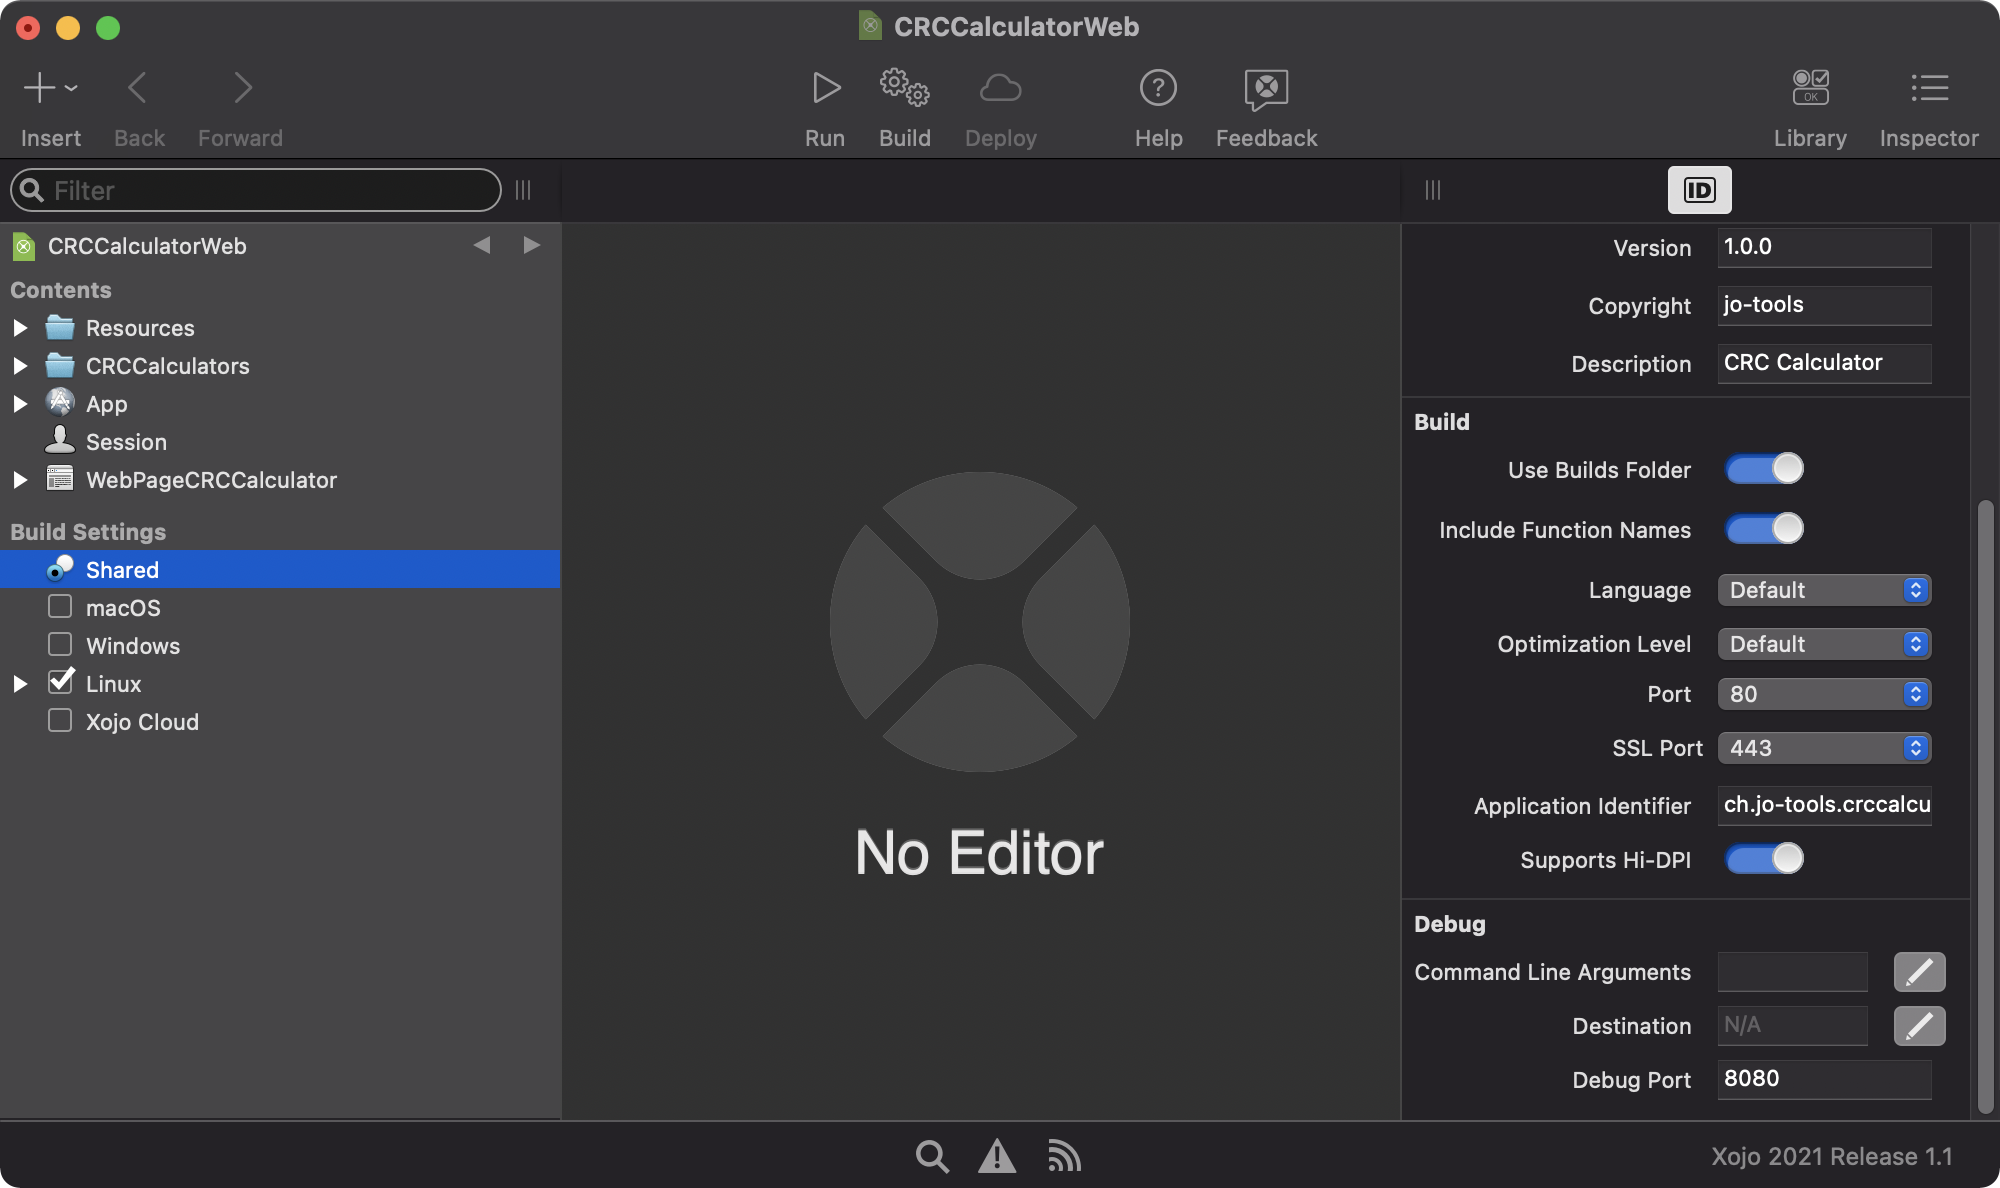 CRCCalculatorWeb
Insert Back Forward Run Build Deploy Help Feedback OK Library Inspector
Filter
ID
CRCCalculatorWeb
Contents
Resources
CRCCalculators
App
Session
WebPageCRCCalculator
Build Settings
Shared
macOS
Windows
Linux
Xojo Cloud
No Editor
Version 1.0.0
Copyright jo-tools
Description CRC Calculator
Build
Use Builds Folder
Include Function Names
Language Default
Optimization Level Default
Port 80
SSL Port 443
Application Identifier ch.jo-tools.crccalcu
Supports Hi-DPI
Debug
Command Line Arguments
Destination N/A
Debug Port 8080
Xojo 2021 Release 1.1